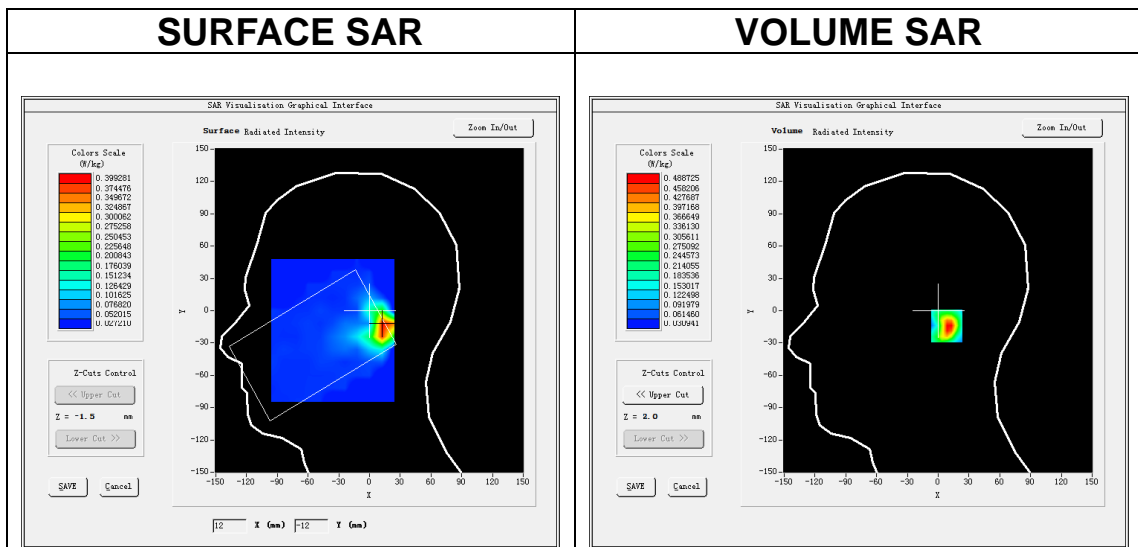 SURFACE SAR
VOLUME SAR
SAR Visualisation Graphical Interface
Surface Radiated Intensity
Zoom In/Out
Colors Scale
(W/kg)
0.399281
0.374476
0.349672
0.324867
0.300062
0.275258
0.250453
0.225648
0.200843
0.176039
0.151234
0.126429
0.101625
0.076820
0.052015
0.027210
150
120
90
60
30
0
-30
-60
-90
-120
-150
Y
-150 -120 -90 -60 -30 0 30 60 90 120 150
X
Z-Cuts Control
<< Upper Cut
Z = -1.5 mm
Lower Cut >>
SAVE Cancel
12 X (mm) -12 Y (mm)
SAR Visualisation Graphical Interface
Volume Radiated Intensity
Zoom In/Out
Colors Scale
(W/kg)
0.488725
0.458206
0.427687
0.397168
0.366649
0.336130
0.305611
0.275092
0.244573
0.214055
0.183536
0.153017
0.122498
0.091979
0.061460
0.030941
150
120
90
60
30
0
-30
-60
-90
-120
-150
Y
-150 -120 -90 -60 -30 0 30 60 90 120 150
X
Z-Cuts Control
<< Upper Cut
Z = 2.0 mm
Lower Cut >>
SAVE Cancel